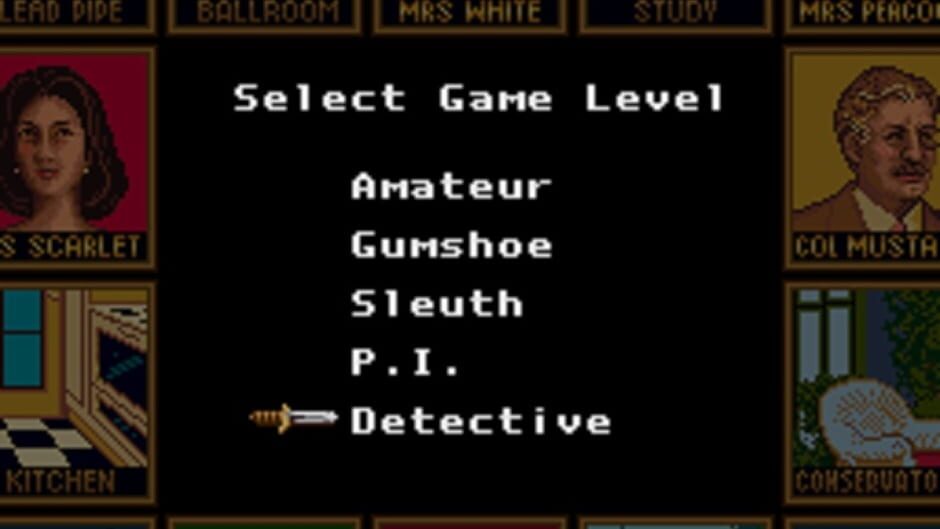 LEAD PIPE
BALLROOM
MRS WHITE
STUDY
MRS PEACO
Select Game Level
Amateur
S SCARLET
Gumshoe
COL MUSTA
Sleuth
P.I.
Detective
KITCHEN
CONSERVATO